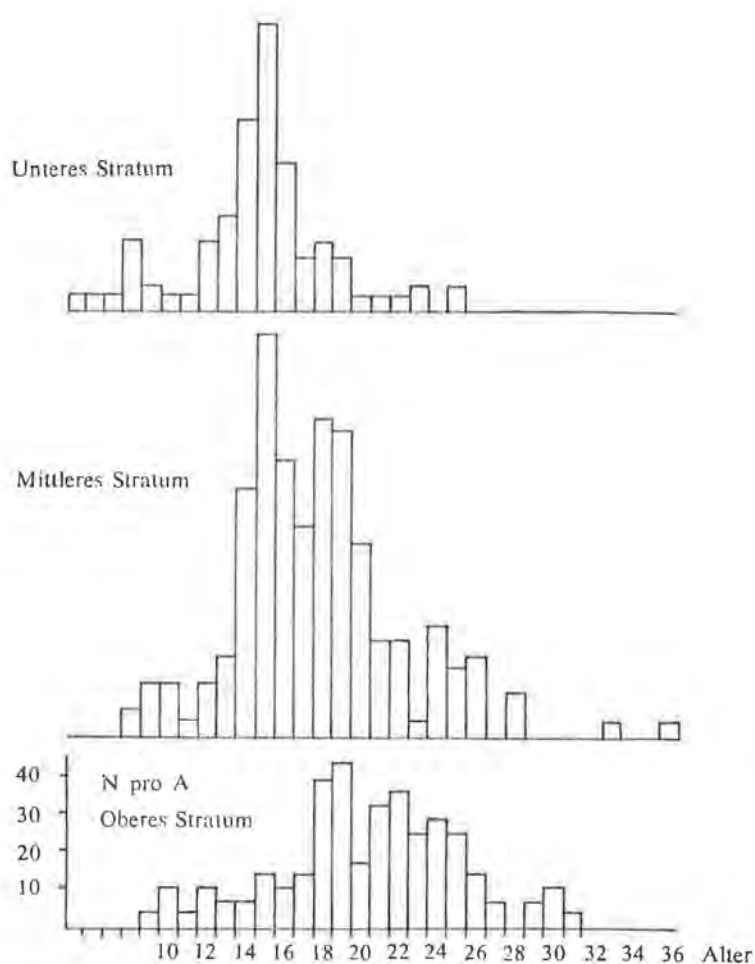 Unteres Stratum
Mittleres Stratum
40
N pro A
30
Oberes Stratum
20
10
10 12 14 16 18 20 22 24 26 28 30 32 34 36 Alter